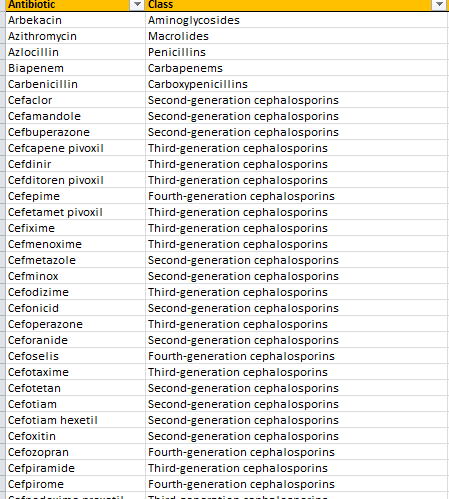 Antibiotic Class
Arbekacin Aminoglycosides
Azithromycin Macrolides
Azlocillin Penicillins
Biapenem Carbapenems
Carbenicillin Carboxypenicillins
Cefaclor Second-generation cephalosporins
Cefamandole Second-generation cephalosporins
Cefbuperazone Second-generation cephalosporins
Cefcapene pivoxil Third-generation cephalosporins
Cefdinir Third-generation cephalosporins
Cefditoren pivoxil Third-generation cephalosporins
Cefepime Fourth-generation cephalosporins
Cefetamet pivoxil Third-generation cephalosporins
Cefixime Third-generation cephalosporins
Cefmenoxime Third-generation cephalosporins
Cefmetazole Second-generation cephalosporins
Cefminox Second-generation cephalosporins
Cefodizime Third-generation cephalosporins
Cefonicid Second-generation cephalosporins
Cefoperazone Third-generation cephalosporins
Ceforanide Second-generation cephalosporins
Cefoselis Fourth-generation cephalosporins
Cefotaxime Third-generation cephalosporins
Cefotetan Second-generation cephalosporins
Cefotiam Second-generation cephalosporins
Cefotiam hexetil Second-generation cephalosporins
Cefoxitin Second-generation cephalosporins
Cefozopran Fourth-generation cephalosporins
Cefpiramide Third-generation cephalosporins
Cefpirome Fourth-generation cephalosporins
Cefpodoxime proxetil Third-generation cephalosporins